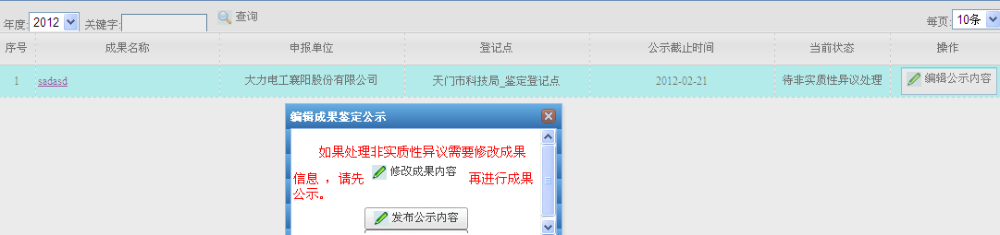 年度: 2012 关键字: 查询 每页: 10条
序号 成果名称 申报单位 登记点 公示截止时间 当前状态 操作
1 sadasd 大力电工襄阳股份有限公司 天门市科技局_鉴定登记点 2012-02-21 待非实质性异议处理 编辑公示内容
编辑成果鉴定公示
如果处理非实质性异议需要修改成果
信息 ，请先 修改成果内容 再进行成果
公示。
发布公示内容